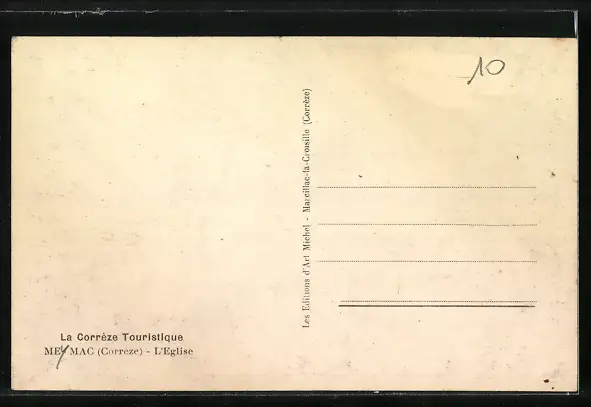 10
Les Editions d'Art Michel - Marcillac-la-Croisille (Corrèze)
La Corrèze Touristique
MEYMAC (Corrèze) - L'Eglise